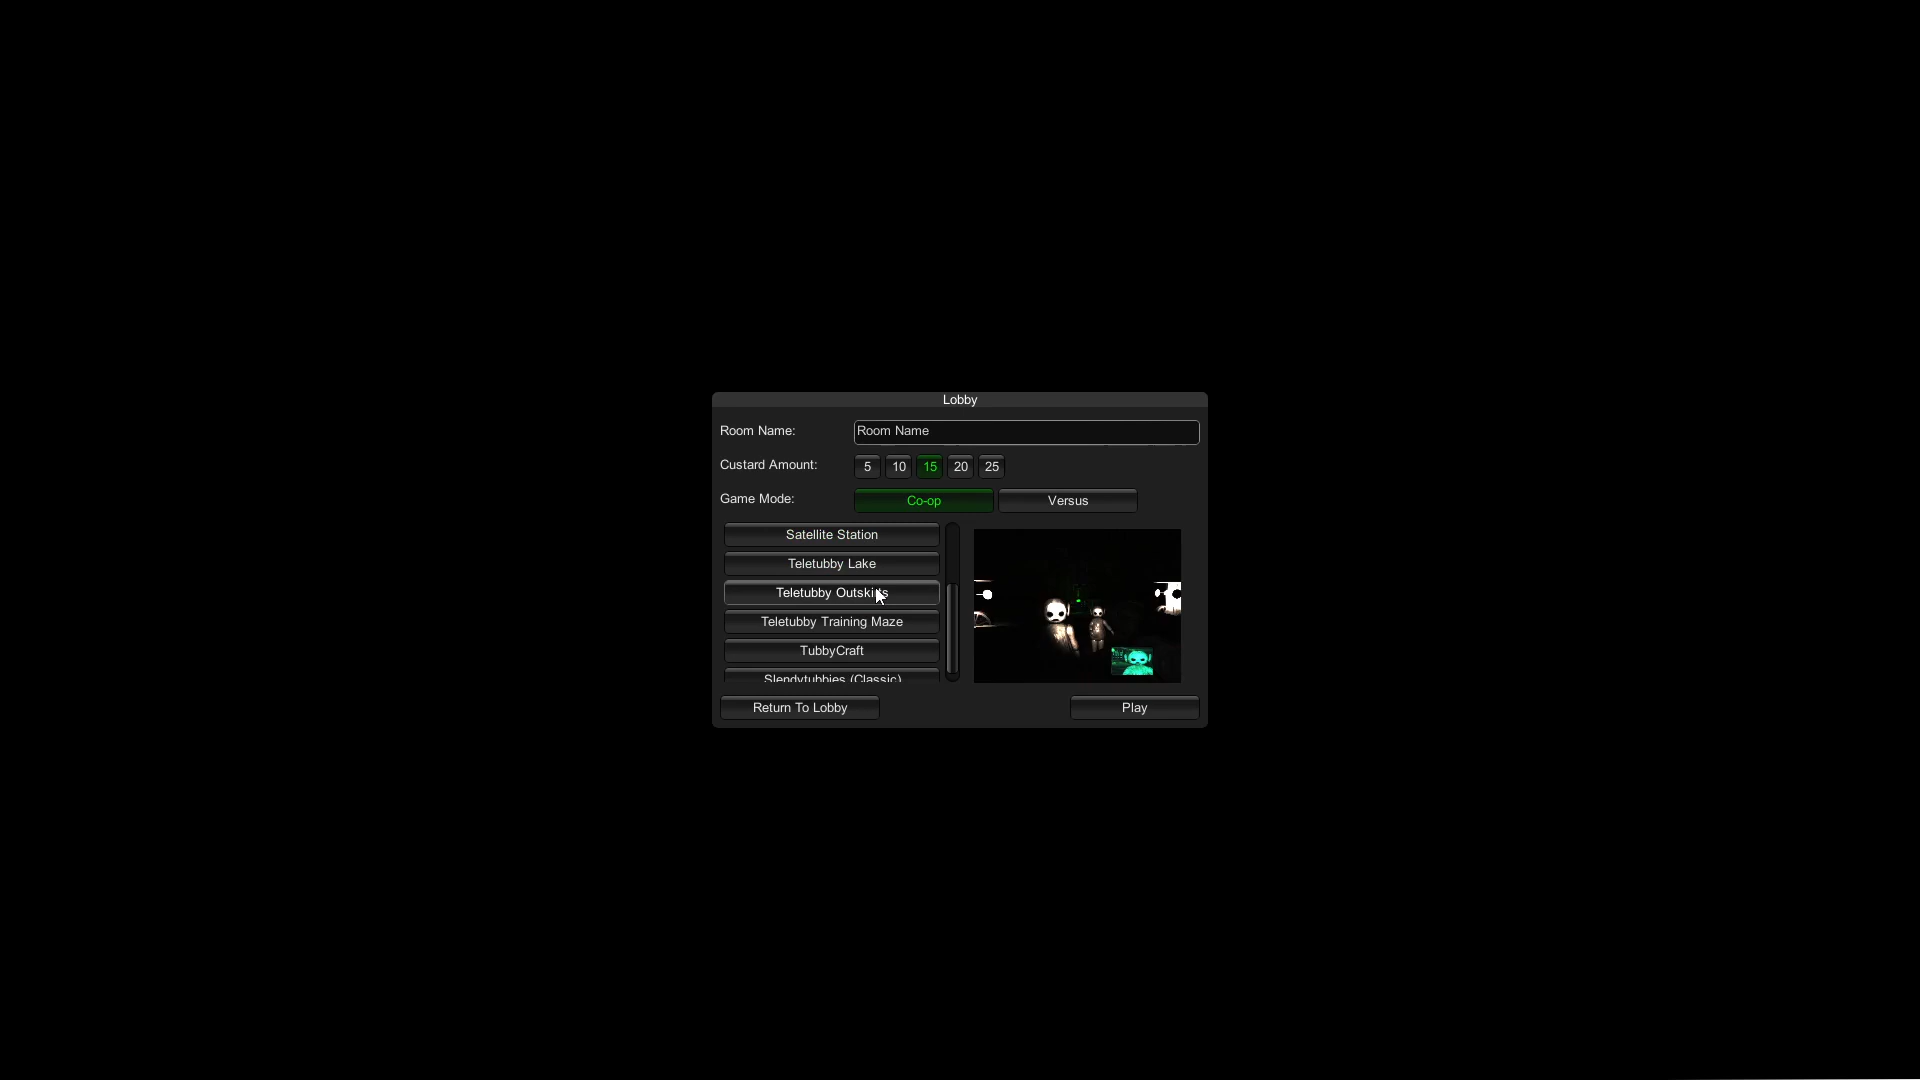 Lobby
Room Name: Room Name
Custard Amount: 5 10 15 20 25
Game Mode: Co-op Versus
Satellite Station
Teletubby Lake
Teletubby Outskirts
Teletubby Training Maze
TubbyCraft
Slendytubbies (Classic)
Return To Lobby Play